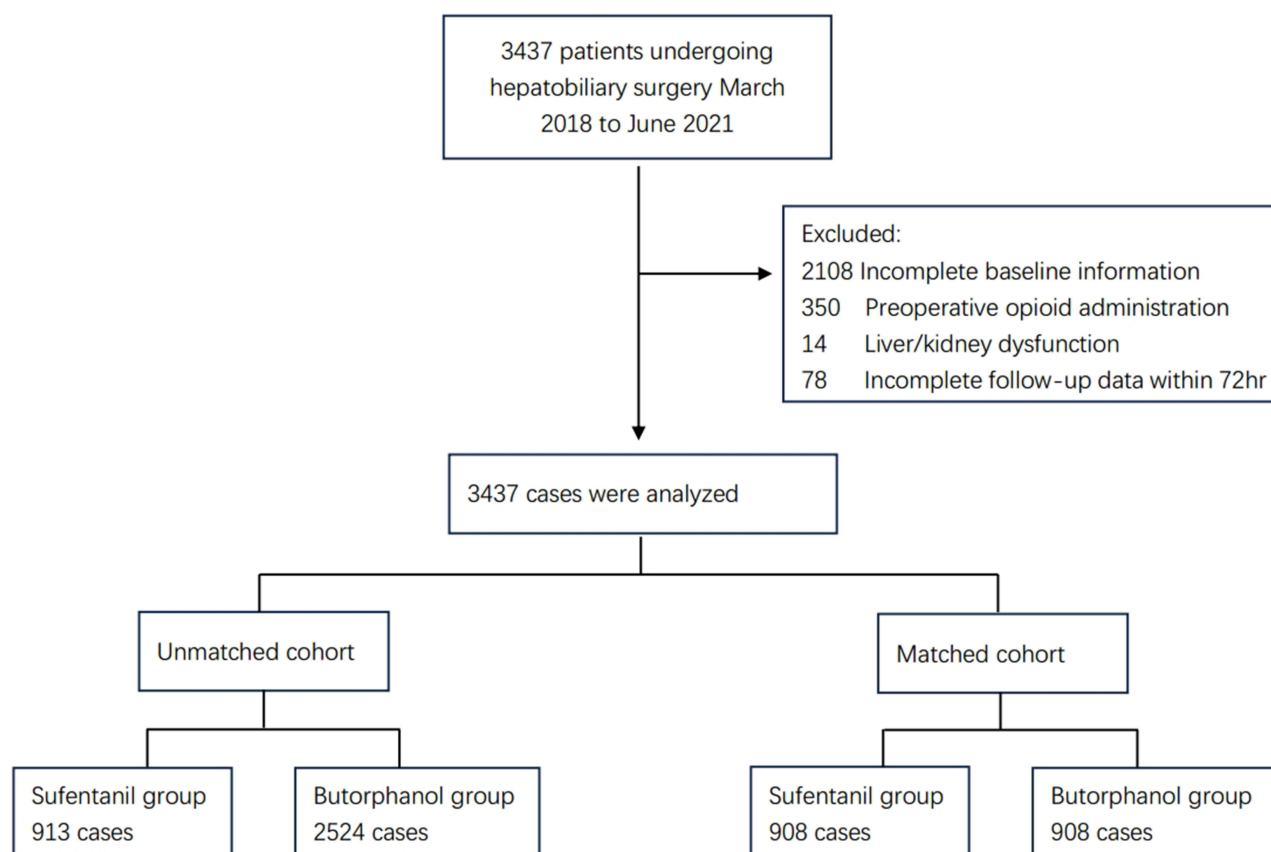 3437 patients undergoing
hepatobiliary surgery March
2018 to June 2021
Excluded:
2108 Incomplete baseline information
350 Preoperative opioid administration
14 Liver/kidney dysfunction
78 Incomplete follow-up data within 72hr
3437 cases were analyzed
Unmatched cohort
Matched cohort
Sufentanil group
913 cases
Butorphanol group
2524 cases
Sufentanil group
908 cases
Butorphanol group
908 cases